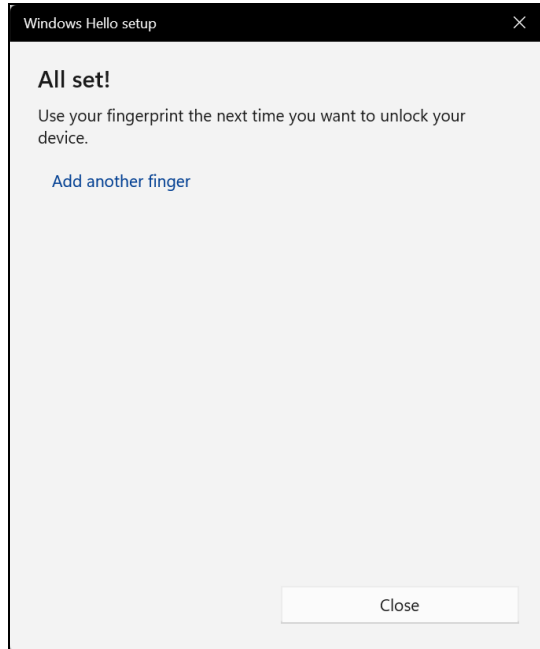 Windows Hello setup
All set!
Use your fingerprint the next time you want to unlock your
device.
Add another finger
Close